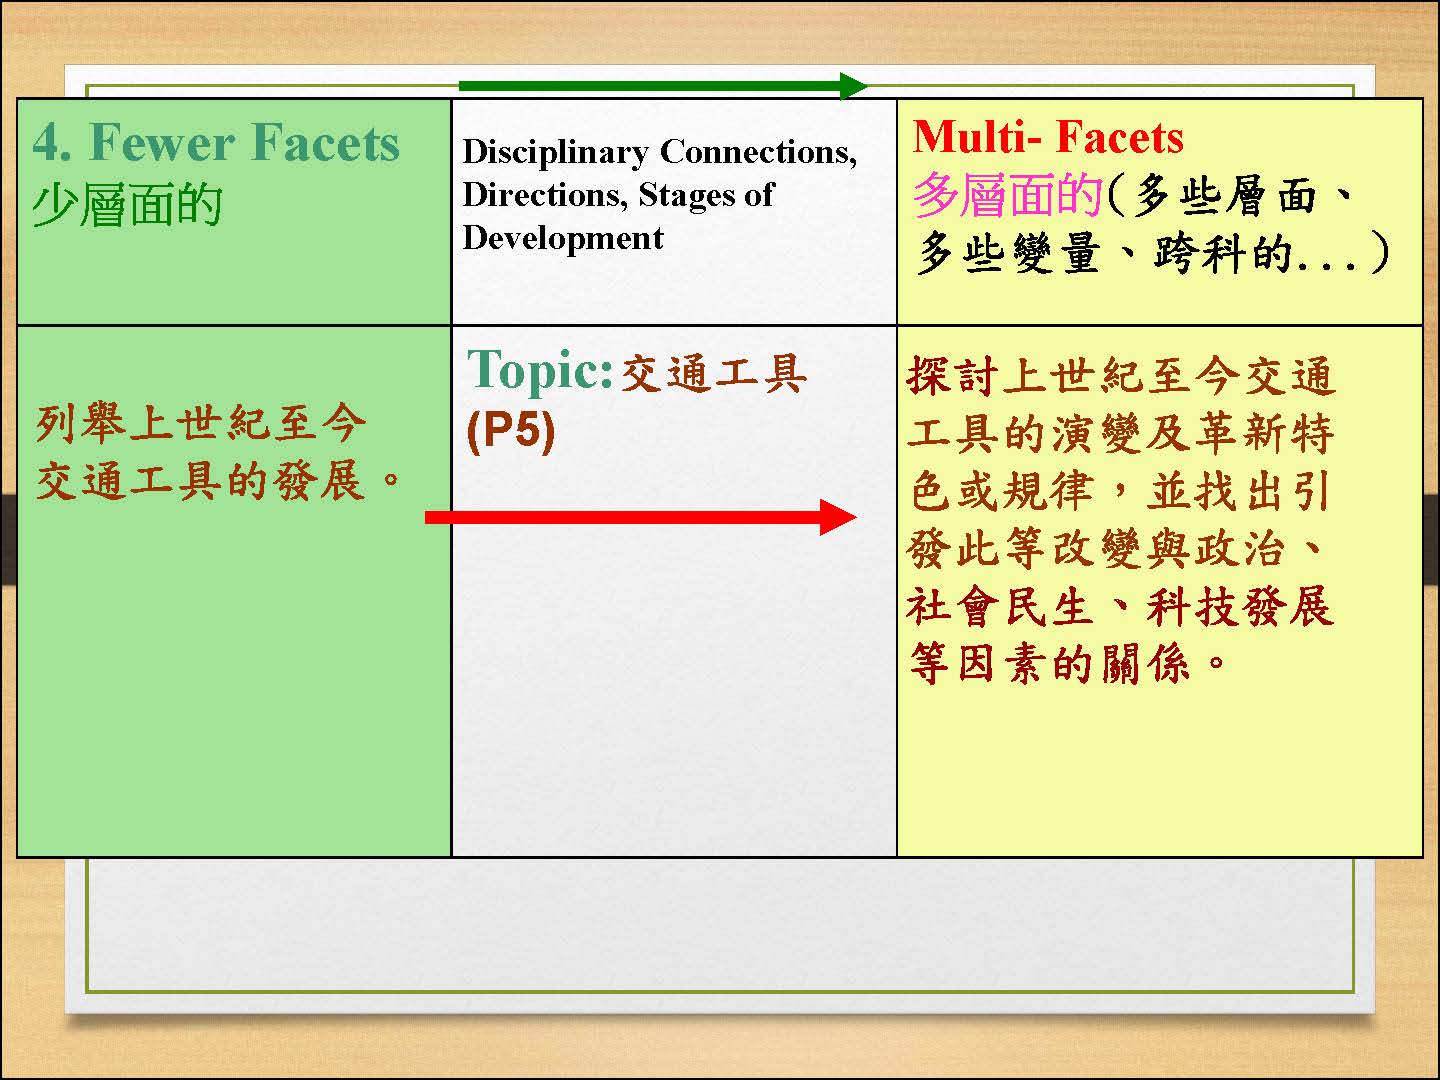 4. Fewer Facets
少層面的
Disciplinary Connections,
Directions, Stages of
Development
Multi- Facets
多層面的(多些層面、
多些變量、跨科的...)
列舉上世紀至今
交通工具的發展。
Topic:交通工具
(P5)
探討上世紀至今交通
工具的演變及革新特
色或規律，並找出引
發此等改變與政治、
社會民生、科技發展
等因素的關係。